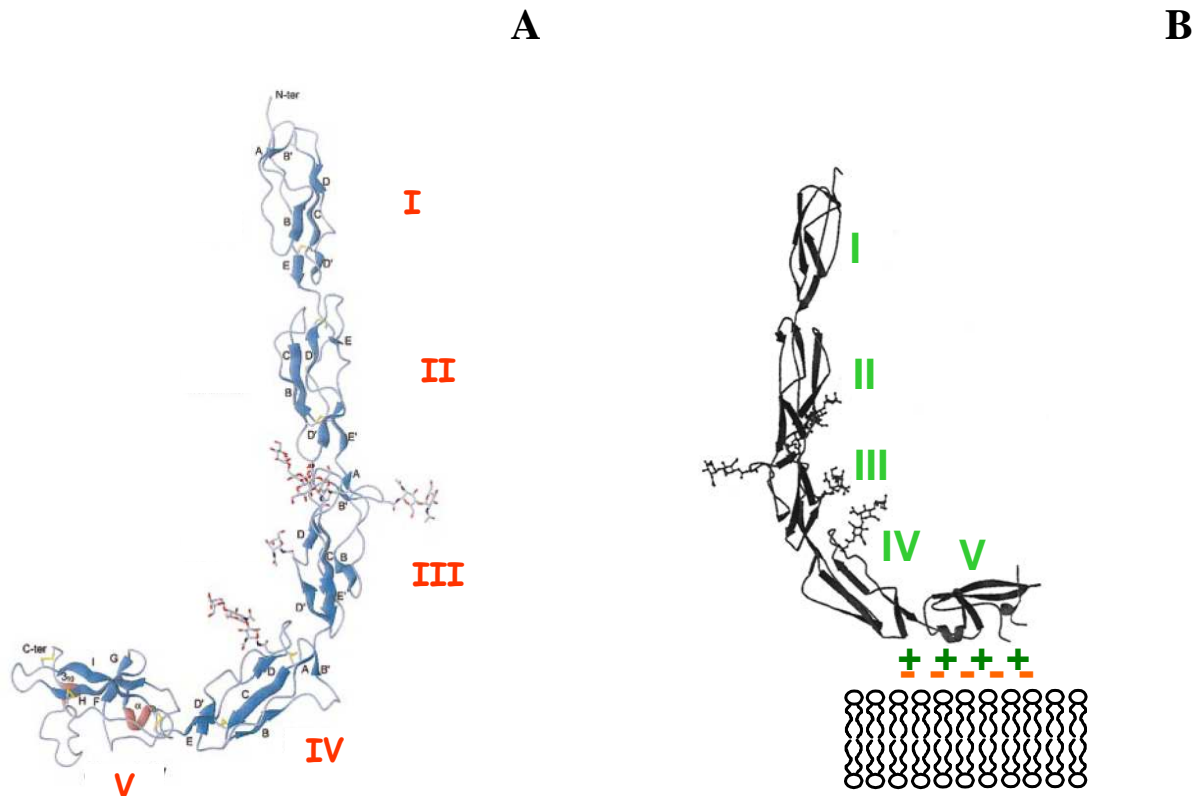 A
B
N-ter
A
B'
D
C
B
E
D'
I
I
C
D
E
B
D'
E'
II
II
A
B'
D
C
B
E'
D'
III
III
IV
V
C-ter
I
G
3₁₀
H
F
α
D
A
B'
C
D'
E
B
IV
V
+ + + +
- - - - -